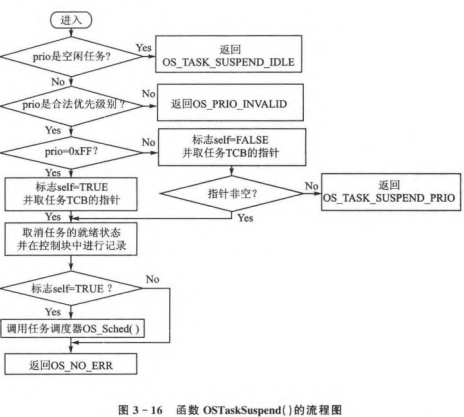 进入
prio是空闲任务?
Yes
返回
OS_TASK_SUSPEND_IDLE
No
prio是合法优先级别?
No
返回OS_PRIO_INVALID
Yes
prio=0xFF?
No
标志self=FALSE
并取任务TCB的指针
Yes
标志self=TRUE
并取任务TCB的指针
指针非空?
No
返回
OS_TASK_SUSPEND_PRIO
Yes
Yes
取消任务的就绪状态
并在控制块中进行记录
标志self=TRUE ?
No
Yes
调用任务调度器OS_Sched( )
返回OS_NO_ERR
图 3-16 函数 OSTaskSuspend()的流程图